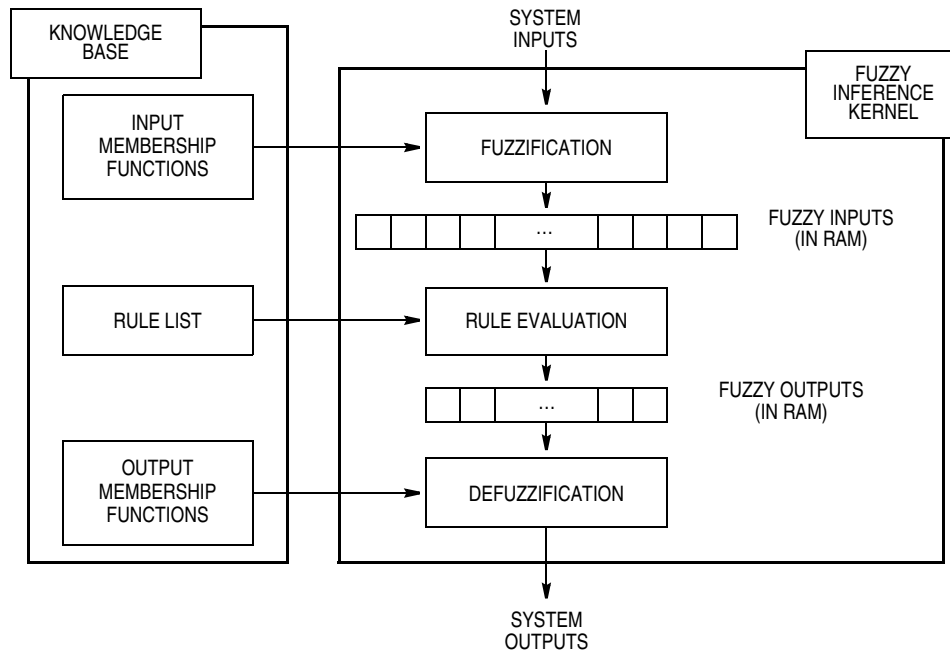 SYSTEM
INPUTS
KNOWLEDGE
BASE
FUZZY
INFERENCE
KERNEL
INPUT
MEMBERSHIP
FUNCTIONS
FUZZIFICATION
...
FUZZY INPUTS
(IN RAM)
RULE LIST
RULE EVALUATION
...
FUZZY OUTPUTS
(IN RAM)
OUTPUT
MEMBERSHIP
FUNCTIONS
DEFUZZIFICATION
SYSTEM
OUTPUTS